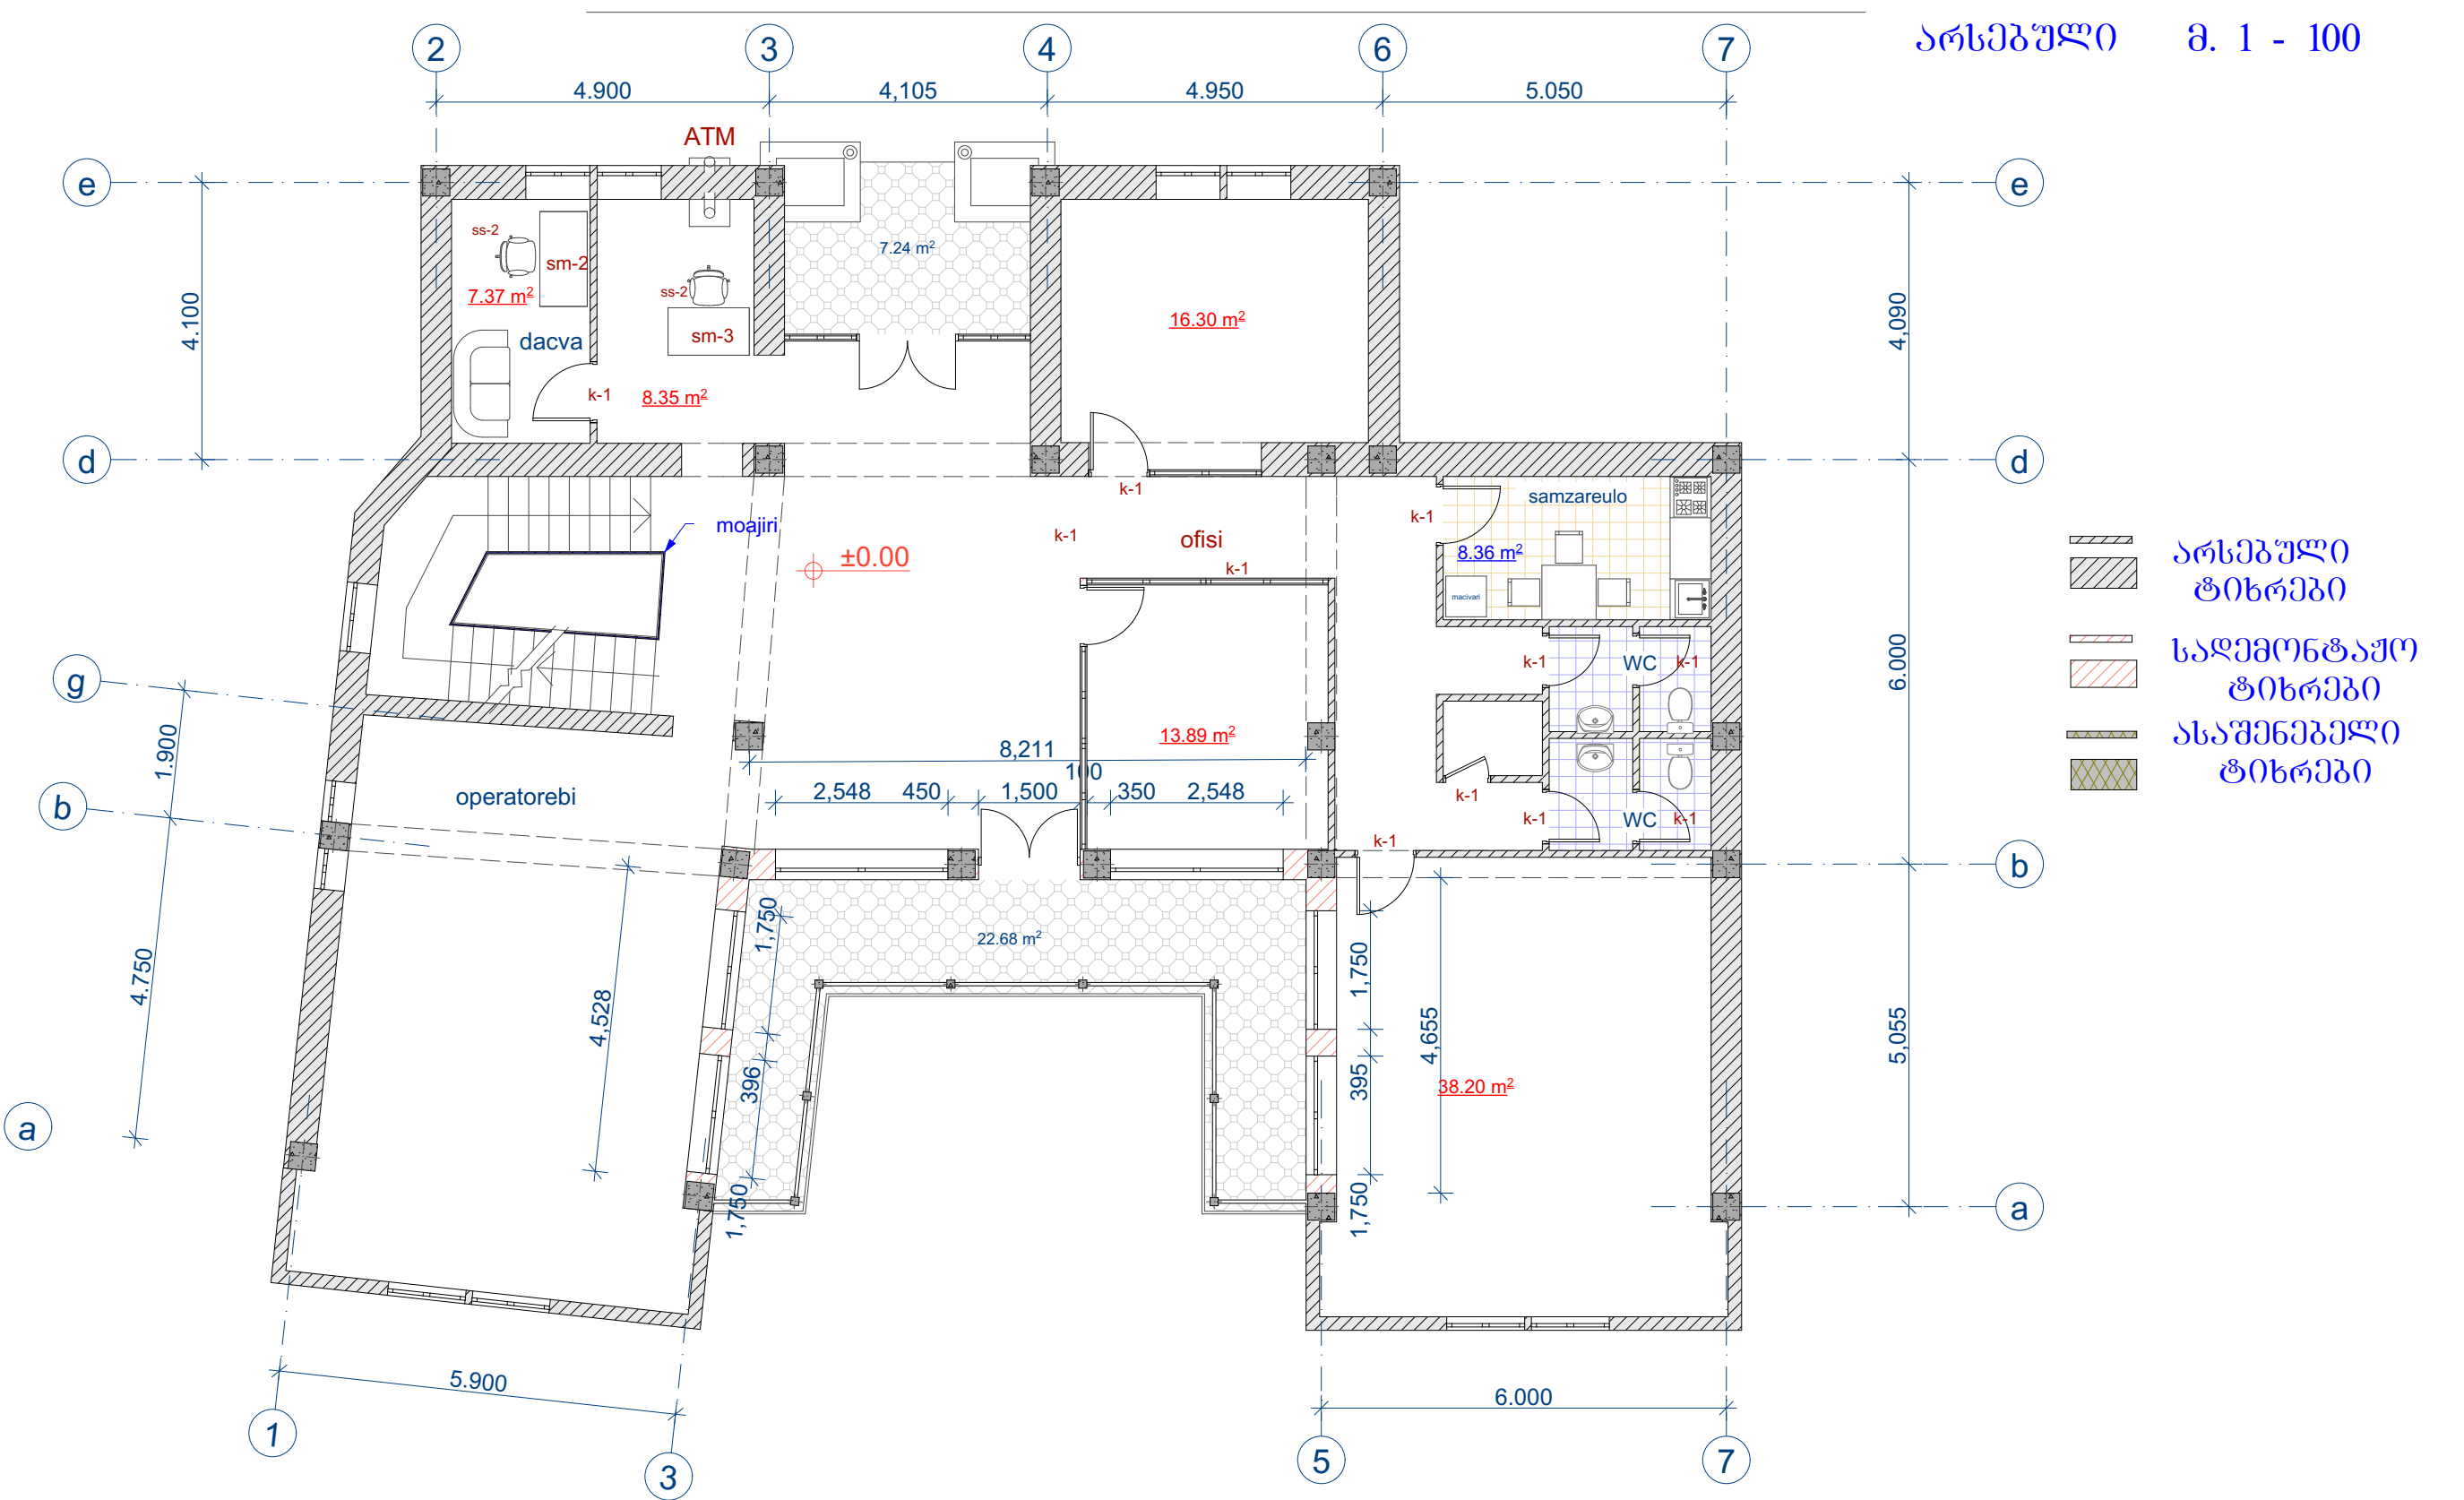 არსებული მ. 1 - 100
2 3 4 6 7
4.900 4,105 4.950 5.050
ATM
e e
ss-2
sm-2
7.24 m²
7.37 m²
ss-2
4.100
16.30 m²
4,090
dacva
sm-3
k-1
8.35 m²
d d
k-1
samzareulo
moajiri
k-1
k-1
ofisi
±0.00
8.36 m²
k-1
macivari
არსებული
ტიხრები
სადემონტაჟო
ტიხრები
ასაშენებელი
ტიხრები
g
k-1 WC k-1
6.000
1.900
13.89 m²
8,211
100
2,548 450 1,500 350 2,548
operatorebi
k-1
b
k-1 WC k-1
k-1
b
1,750
22.68 m²
1,750
4.750
4,528
4,655
5,055
396
395
38.20 m²
a
1,750
1,750
a
5.900
6.000
1
3
5
7